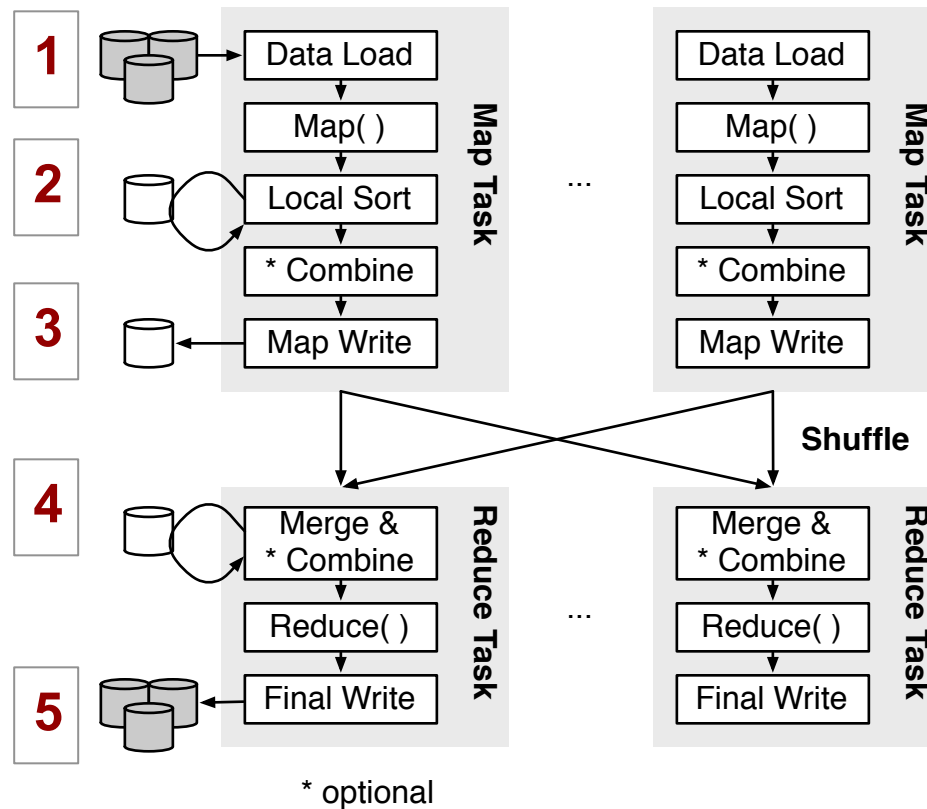 1
Data Load
Map( )
Local Sort
* Combine
Map Write
Map Task
2
3
...
Data Load
Map( )
Local Sort
* Combine
Map Write
Map Task
Shuffle
4
Merge &
* Combine
Reduce( )
Final Write
Reduce Task
5
...
Merge &
* Combine
Reduce( )
Final Write
Reduce Task
* optional